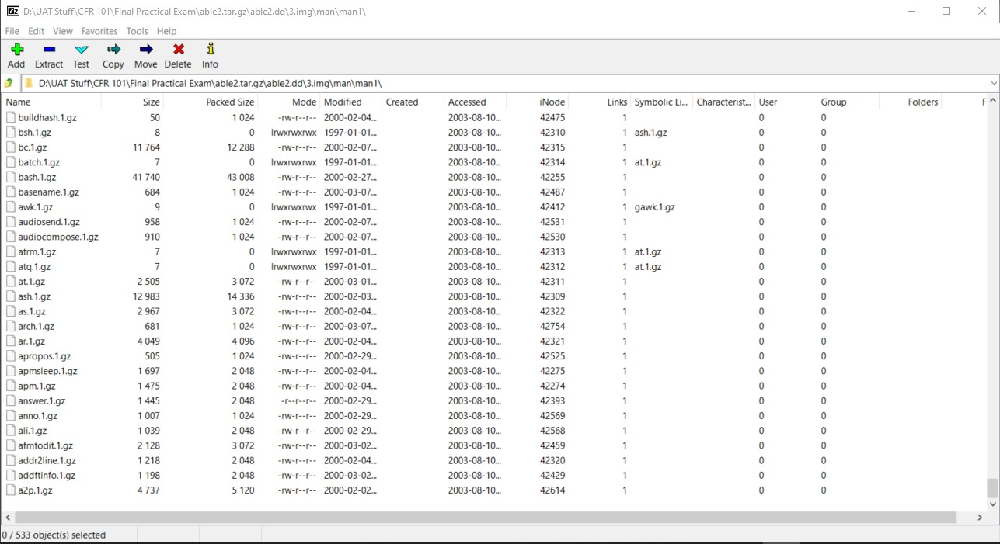 D:\UAT Stuff\CFR 101\Final Practical Exam\able2.tar.gz\able2.dd\3.img\man\man1\
File Edit View Favorites Tools Help
Add Extract Test Copy Move Delete Info
D:\UAT Stuff\CFR 101\Final Practical Exam\able2.tar.gz\able2.dd\3.img\man\man1\
Name Size Packed Size Mode Modified Created Accessed iNode Links Symbolic Li... Characterist... User Group Folders F
buildhash.1.gz 50 1 024 -rw-r--r-- 2000-02-04... 2003-08-10... 42475 1 0 0
bsh.1.gz 8 0 lrwxrwxrwx 1997-01-01... 2003-08-10... 42310 1 ash.1.gz 0 0
bc.1.gz 11 764 12 288 -rw-r--r-- 2000-02-07... 2003-08-10... 42315 1 0 0
batch.1.gz 7 0 lrwxrwxrwx 1997-01-01... 2003-08-10... 42314 1 at.1.gz 0 0
bash.1.gz 41 740 43 008 -rw-r--r-- 2000-02-27... 2003-08-10... 42255 1 0 0
basename.1.gz 684 1 024 -rw-r--r-- 2000-03-07... 2003-08-10... 42487 1 0 0
awk.1.gz 9 0 lrwxrwxrwx 1997-01-01... 2003-08-10... 42412 1 gawk.1.gz 0 0
audiosend.1.gz 958 1 024 -rw-r--r-- 2000-02-07... 2003-08-10... 42531 1 0 0
audiocompose.1.gz 910 1 024 -rw-r--r-- 2000-02-07... 2003-08-10... 42530 1 0 0
atrm.1.gz 7 0 lrwxrwxrwx 1997-01-01... 2003-08-10... 42313 1 at.1.gz 0 0
atq.1.gz 7 0 lrwxrwxrwx 1997-01-01... 2003-08-10... 42312 1 at.1.gz 0 0
at.1.gz 2 505 3 072 -rw-r--r-- 2000-03-01... 2003-08-10... 42311 1 0 0
ash.1.gz 12 983 14 336 -rw-r--r-- 2000-02-03... 2003-08-10... 42309 1 0 0
as.1.gz 2 967 3 072 -rw-r--r-- 2000-02-04... 2003-08-10... 42322 1 0 0
arch.1.gz 681 1 024 -rw-r--r-- 2000-03-07... 2003-08-10... 42754 1 0 0
ar.1.gz 4 049 4 096 -rw-r--r-- 2000-02-04... 2003-08-10... 42321 1 0 0
apropos.1.gz 505 1 024 -rw-r--r-- 2000-02-29... 2003-08-10... 42525 1 0 0
apmsleep.1.gz 1 697 2 048 -rw-r--r-- 2000-02-04... 2003-08-10... 42275 1 0 0
apm.1.gz 1 475 2 048 -rw-r--r-- 2000-02-04... 2003-08-10... 42274 1 0 0
answer.1.gz 1 445 2 048 -r--r--r-- 2000-02-29... 2003-08-10... 42393 1 0 0
anno.1.gz 1 007 1 024 -rw-r--r-- 2000-02-29... 2003-08-10... 42569 1 0 0
ali.1.gz 1 039 2 048 -rw-r--r-- 2000-02-29... 2003-08-10... 42568 1 0 0
afmtodit.1.gz 2 128 3 072 -rw-r--r-- 2000-03-02... 2003-08-10... 42459 1 0 0
addr2line.1.gz 1 218 2 048 -rw-r--r-- 2000-02-04... 2003-08-10... 42320 1 0 0
addftinfo.1.gz 1 198 2 048 -rw-r--r-- 2000-03-02... 2003-08-10... 42429 1 0 0
a2p.1.gz 4 737 5 120 -rw-r--r-- 2000-02-02... 2003-08-10... 42614 1 0 0
0 / 533 object(s) selected